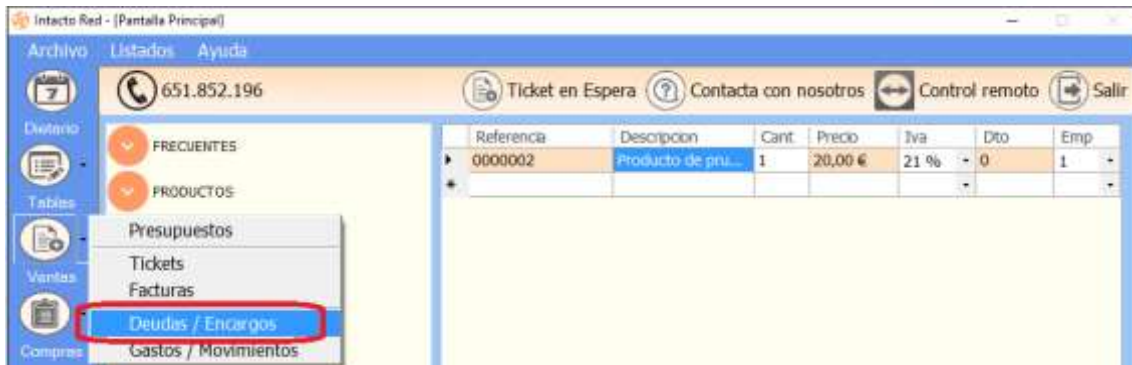 Intacto Red - [Pantalla Principal]
Archivo Listados Ayuda
7 651.852.196 Ticket en Espera Contacta con nosotros Control remoto Salir
Dietario
FRECUENTES
PRODUCTOS
Tablas
Referencia Descripcion Cant Precio Iva Dto Emp
0000002 Producto de pru... 1 20,00 € 21 % 0 1
Presupuestos
Tickets
Ventas
Facturas
Deudas / Encargos
Compras
Gastos / Movimientos